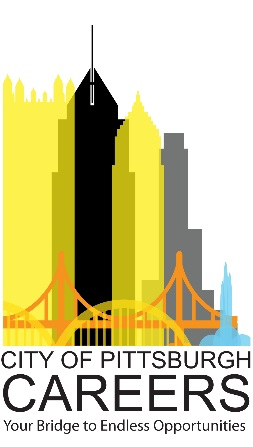 CITY OF PITTSBURGH
CAREERS
Your Bridge to Endless Opportunities